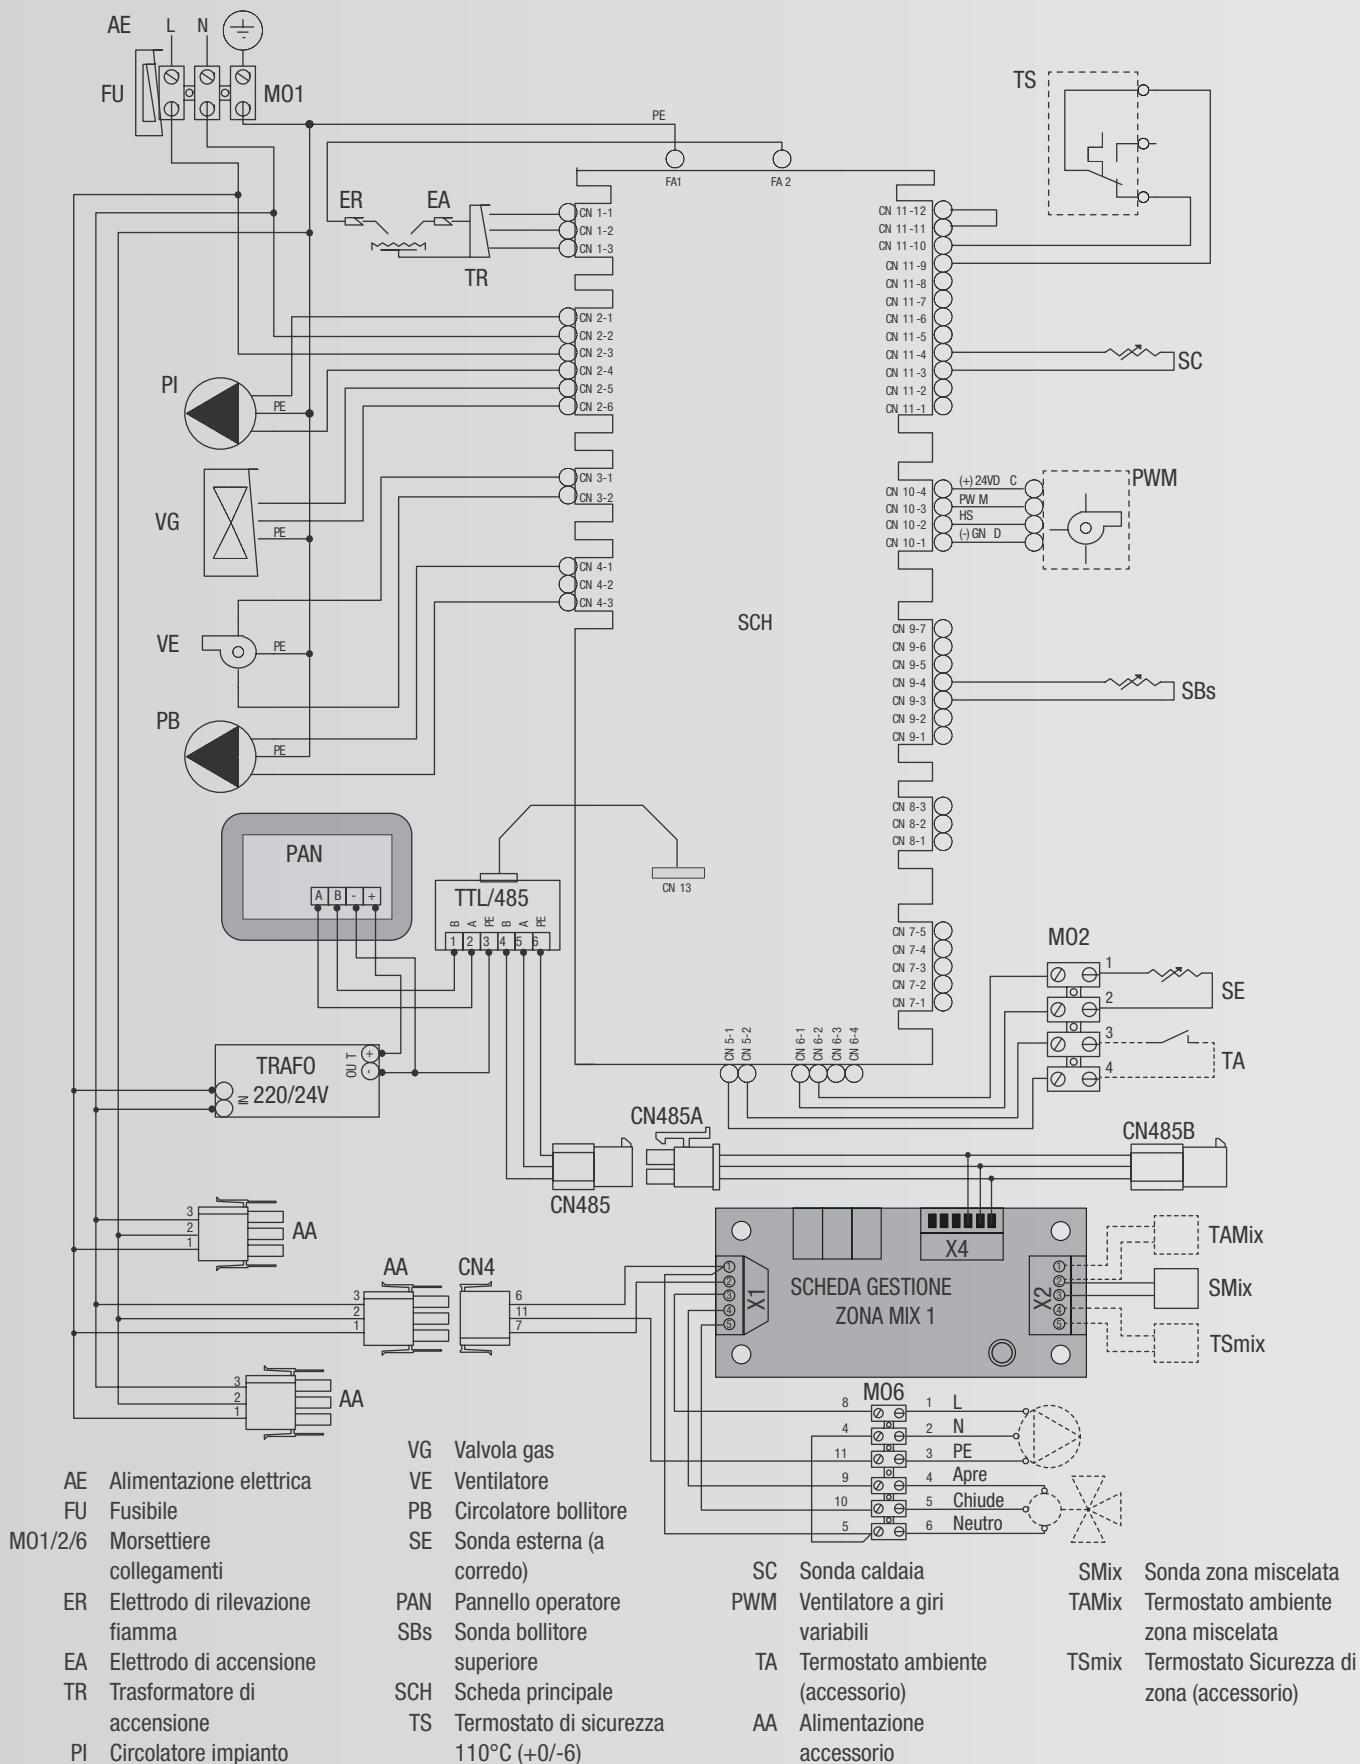 AE
L
N
FU
MO1
TS
PE
FA1
FA 2
ER
EA
TR
CN 1-1
CN 1-2
CN 1-3
CN 11-12
CN 11-11
CN 11-10
CN 11-9
CN 11-8
CN 11-7
CN 11-6
CN 11-5
CN 11-4
CN 11-3
CN 11-2
CN 11-1
SC
CN 2-1
CN 2-2
CN 2-3
CN 2-4
CN 2-5
CN 2-6
PI
PE
CN 3-1
CN 3-2
VG
PE
CN 10-4
CN 10-3
CN 10-2
CN 10-1
(+) 24VD C
PW M
HS
(-) GN D
PWM
CN 4-1
CN 4-2
CN 4-3
SCH
VE
PE
CN 9-7
CN 9-6
CN 9-5
CN 9-4
CN 9-3
CN 9-2
CN 9-1
SBs
PB
PE
CN 8-3
CN 8-2
CN 8-1
PAN
A B - +
TTL/485
B A PE B A PE
1 2 3 4 5 6
CN 13
CN 7-5
CN 7-4
CN 7-3
CN 7-2
CN 7-1
MO2
1
2
3
4
SE
TA
CN 5-1
CN 5-2
CN 6-1
CN 6-2
CN 6-3
CN 6-4
TRAFO
220/24V
OU T
+
-
IN
CN485A
CN485
CN485B
3
2
1
AA
AA
3
2
1
CN4
6
11
7
3
2
1
AA
X4
X1
1
2
3
4
5
SCHEDA GESTIONE
ZONA MIX 1
X2
1
2
3
4
5
TAMix
SMix
TSmix
MO6
8 1 L
4 2 N
11 3 PE
9 4 Apre
10 5 Chiude
5 6 Neutro
AE Alimentazione elettrica
FU Fusibile
MO1/2/6 Morsettiere
collegamenti
ER Elettrodo di rilevazione
fiamma
EA Elettrodo di accensione
TR Trasformatore di
accensione
PI Circolatore impianto
VG Valvola gas
VE Ventilatore
PB Circolatore bollitore
SE Sonda esterna (a
corredo)
PAN Pannello operatore
SBs Sonda bollitore
superiore
SCH Scheda principale
TS Termostato di sicurezza
110°C (+0/-6)
SC Sonda caldaia
PWM Ventilatore a giri
variabili
TA Termostato ambiente
(accessorio)
AA Alimentazione
accessorio
SMix Sonda zona miscelata
TAMix Termostato ambiente
zona miscelata
TSmix Termostato Sicurezza di
zona (accessorio)